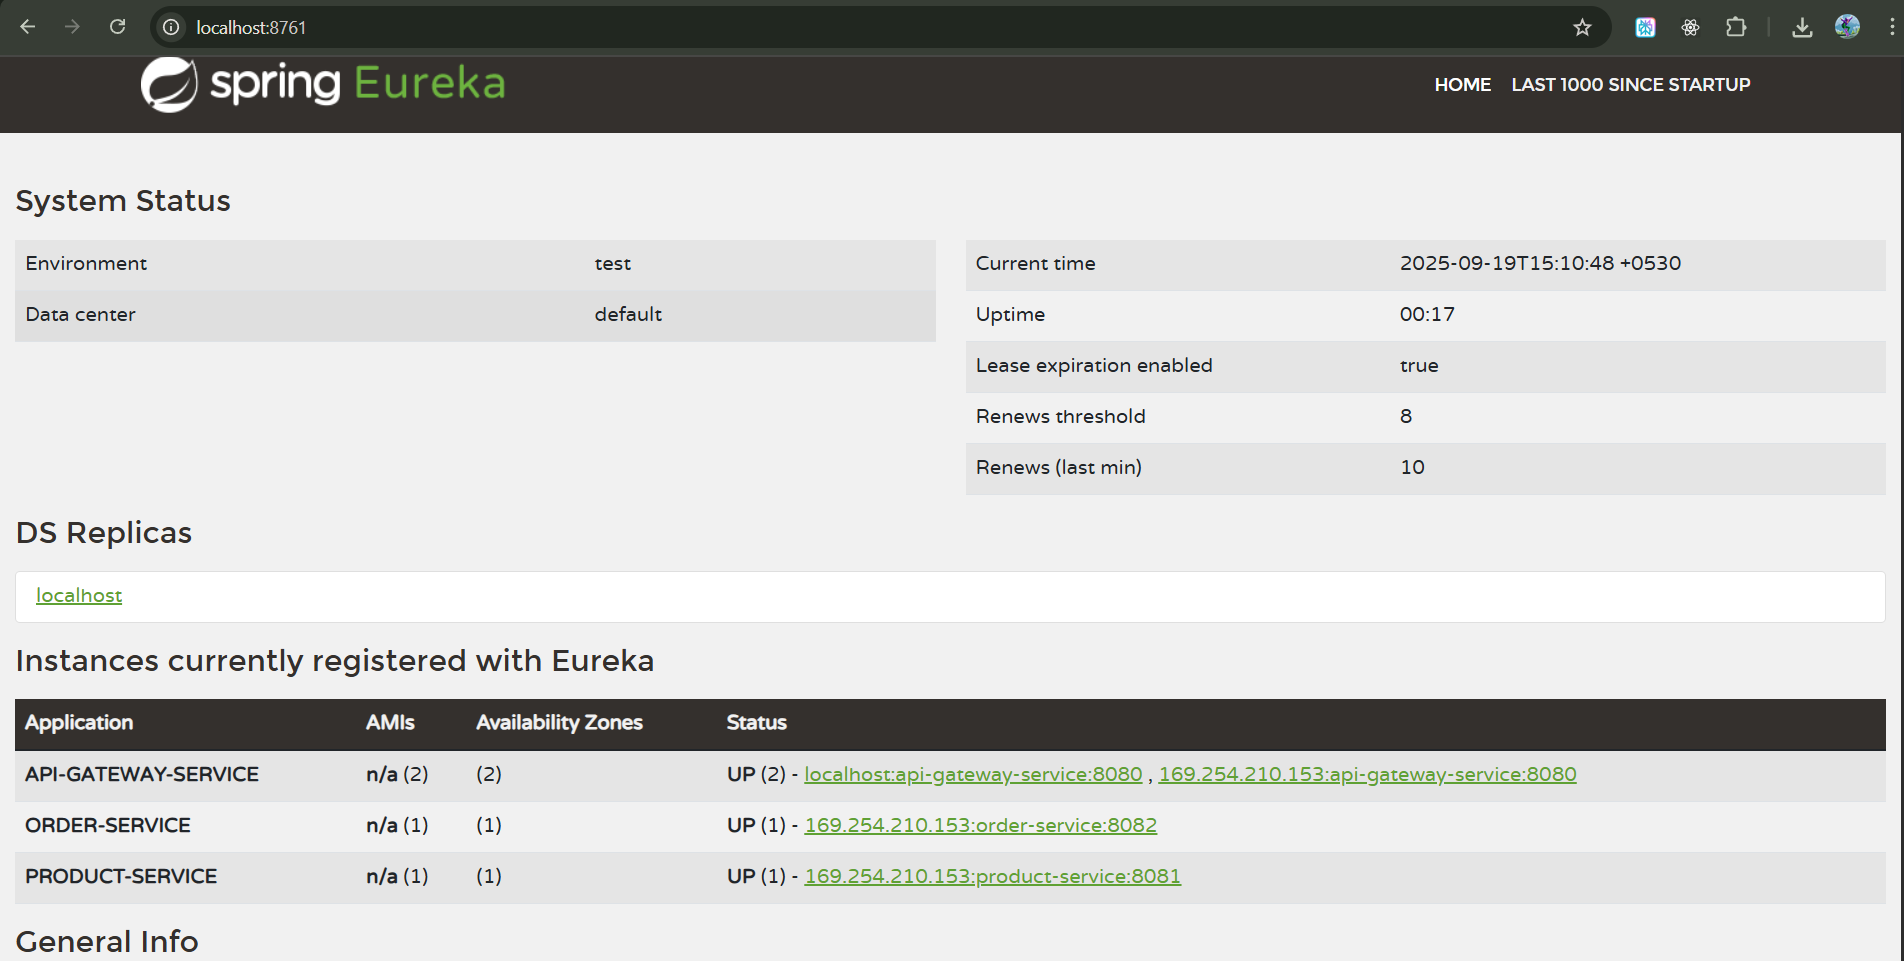 localhost:8761
spring Eureka
HOME LAST 1000 SINCE STARTUP
System Status
Environment test
Data center default
Current time 2025-09-19T15:10:48 +0530
Uptime 00:17
Lease expiration enabled true
Renews threshold 8
Renews (last min) 10
DS Replicas
localhost
Instances currently registered with Eureka
Application AMIs Availability Zones Status
API-GATEWAY-SERVICE n/a (2) (2) UP (2) - localhost:api-gateway-service:8080 , 169.254.210.153:api-gateway-service:8080
ORDER-SERVICE n/a (1) (1) UP (1) - 169.254.210.153:order-service:8082
PRODUCT-SERVICE n/a (1) (1) UP (1) - 169.254.210.153:product-service:8081
General Info